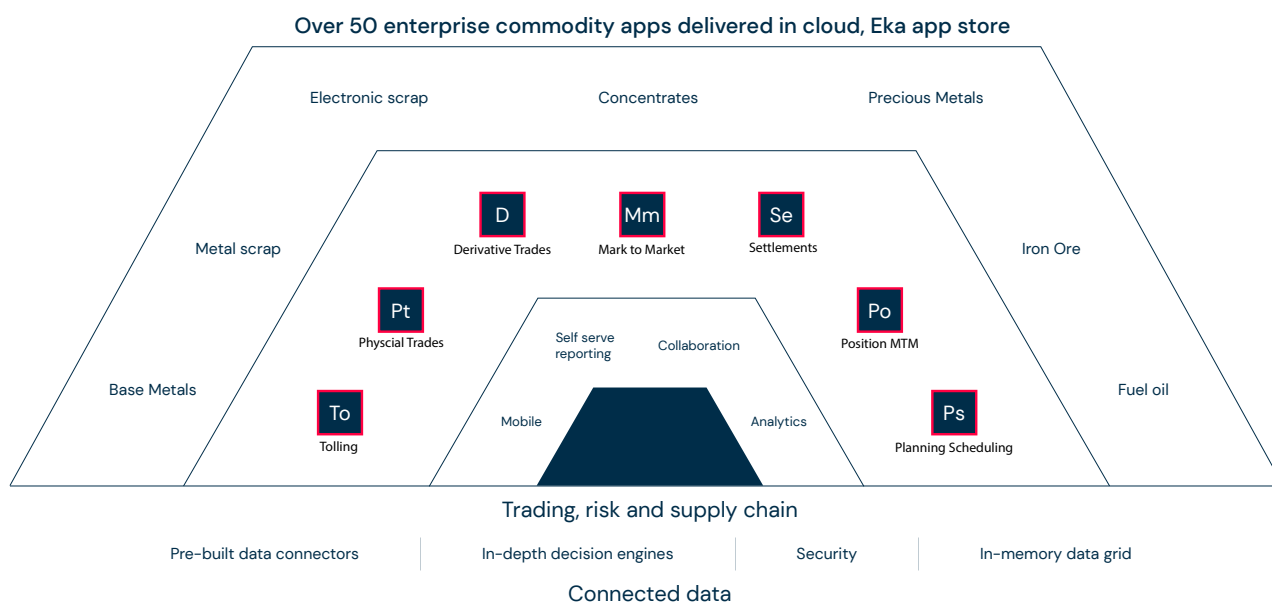 Over 50 enterprise commodity apps delivered in cloud, Eka app store
Electronic scrap
Concentrates
Precious Metals
Metal scrap
Iron Ore
Base Metals
Fuel oil
D
Derivative Trades
Mm
Mark to Market
Se
Settlements
Pt
Physcial Trades
Po
Position MTM
To
Tolling
Ps
Planning Scheduling
Self serve
reporting
Collaboration
Mobile
Analytics
Trading, risk and supply chain
Pre-built data connectors
In-depth decision engines
Security
In-memory data grid
Connected data